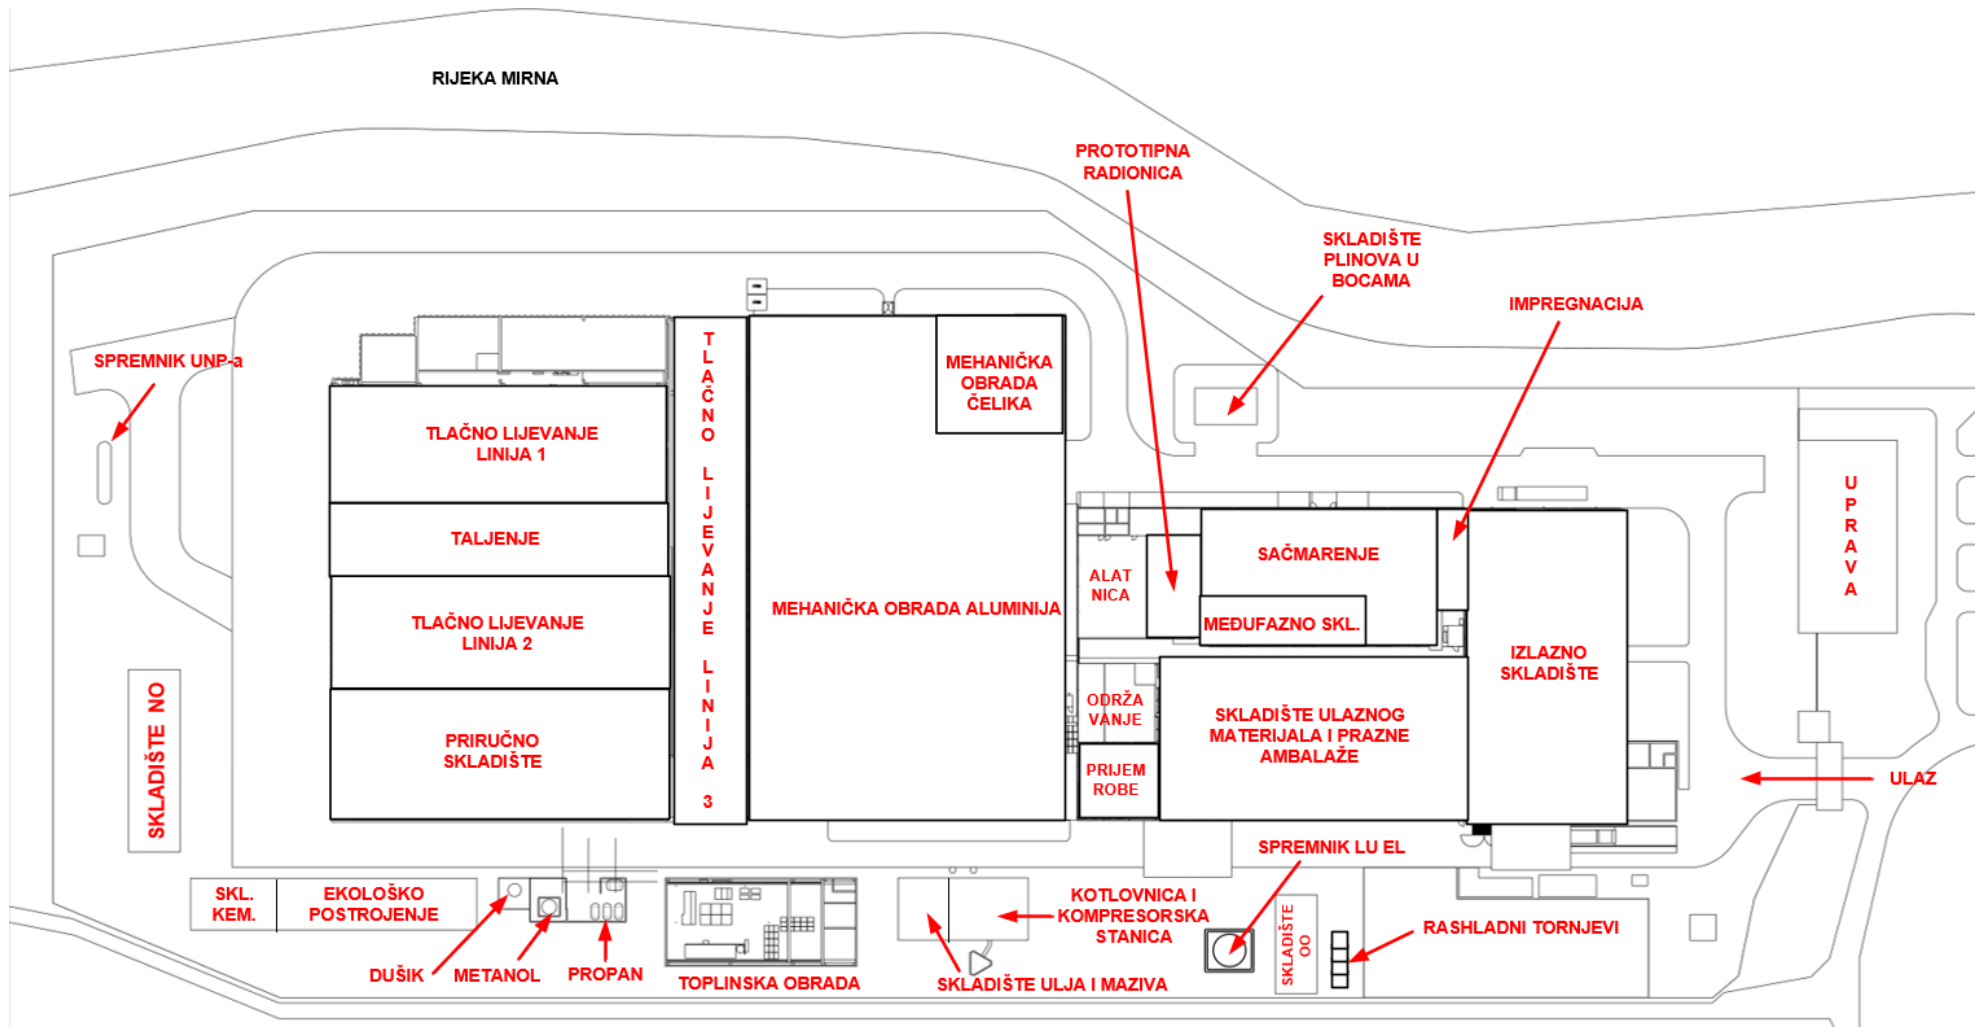 RIJEKA MIRNA
PROTOTIPNA
RADIONICA
SKLADIŠTE
PLINOVA U
BOCAMA
IMPREGNACIJA
SPREMNIK UNP-a
TLAČNO LIJEVANJE LINIJA 3
MEHANIČKA
OBRADA
ČELIKA
TLAČNO LIJEVANJE
LINIJA 1
TALJENJE
TLAČNO LIJEVANJE
LINIJA 2
PRIRUČNO
SKLADIŠTE
MEHANIČKA OBRADA ALUMINIJA
ALAT
NICA
SAČMARENJE
MEĐUFAZNO SKL.
UPRAVA
IZLAZNO
SKLADIŠTE
ODRŽA
VANJE
SKLADIŠTE ULAZNOG
MATERIJALA I PRAZNE
AMBALAŽE
PRIJEM
ROBE
ULAZ
SKLADIŠTE NO
SKL.
KEM.
EKOLOŠKO
POSTROJENJE
DUŠIK
METANOL
PROPAN
TOPLINSKA OBRADA
KOTLOVNICA I
KOMPRESORSKA
STANICA
SKLADIŠTE ULJA I MAZIVA
SPREMNIK LU EL
SKLADIŠTE
OO
RASHLADNI TORNJEVI